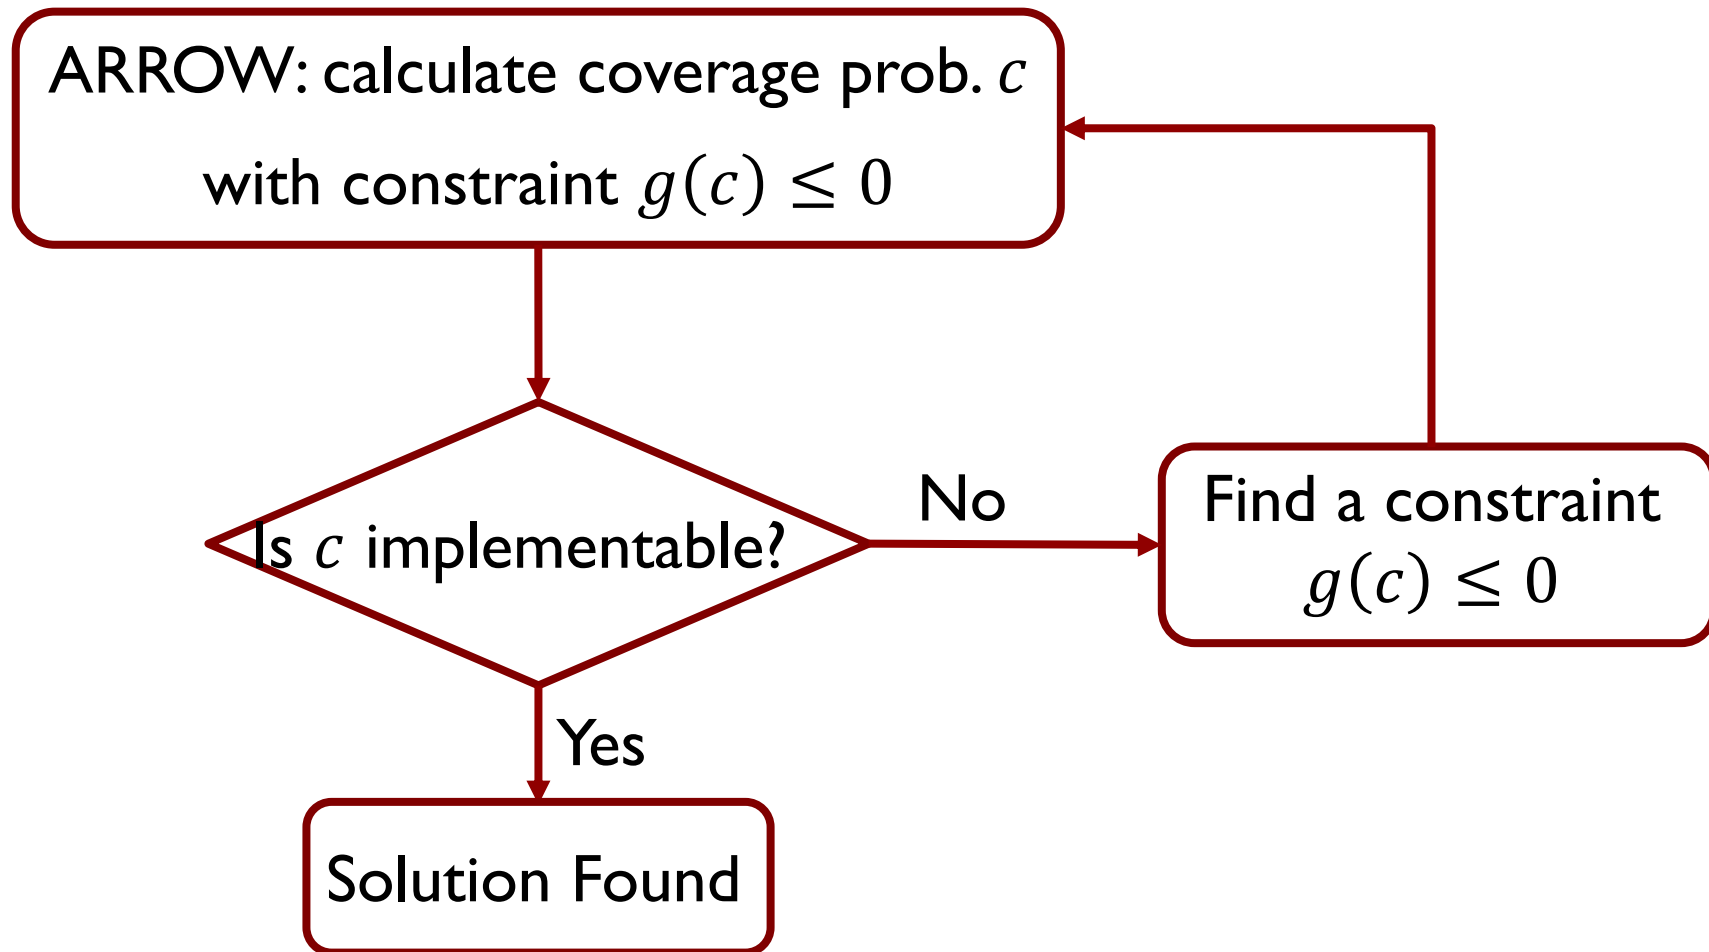 ARROW: calculate coverage prob. c
with constraint g(c) ≤ 0
Is c implementable?
No
Find a constraint
g(c) ≤ 0
Yes
Solution Found